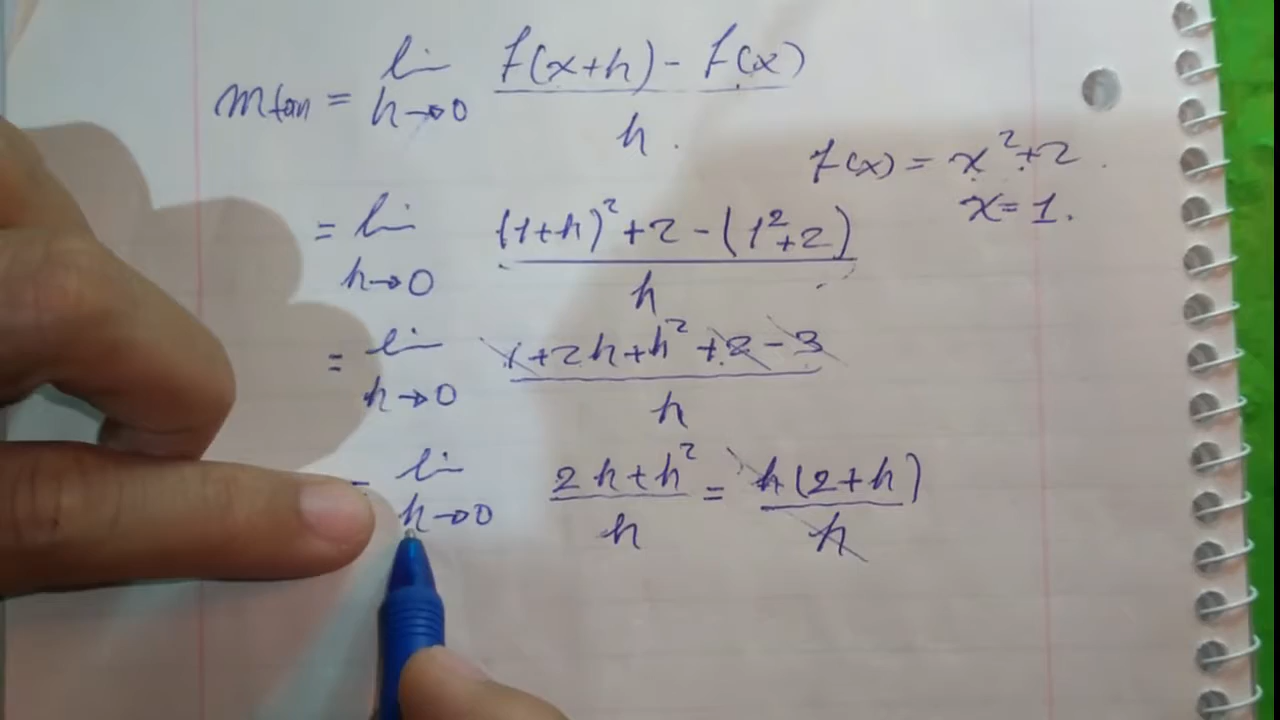 m tan = lim h→0 f(x+h) - f(x) / h.
f(x) = x²+2.
x=1.
= lim h→0 (1+h)²+2-(1²+2) / h
= lim h→0 1+2h+h²+2-3 / h
= lim h→0 2h+h² / h = h(2+h) / h